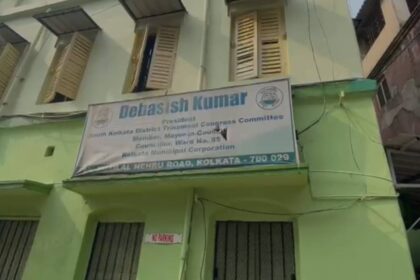 Debasish Kumar
President
South Kolkata District Trinamool Congress Committee
Member, Mayor-in-Council
Councillor, Ward No. 85
Kolkata Municipal Corporation
AL NEHRU ROAD, KOLKATA - 700 029
NO PARKING